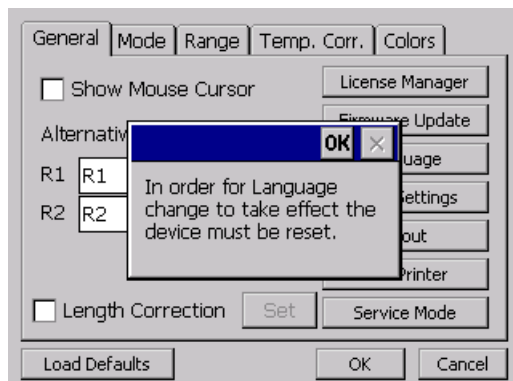 General Mode Range Temp. Corr. Colors
Show Mouse Cursor
License Manager
Update
R1 R1
R2 R2
OK
In order for Language
change to take effect the
device must be reset.
Length Correction Set
Service Mode
Load Defaults OK Cancel